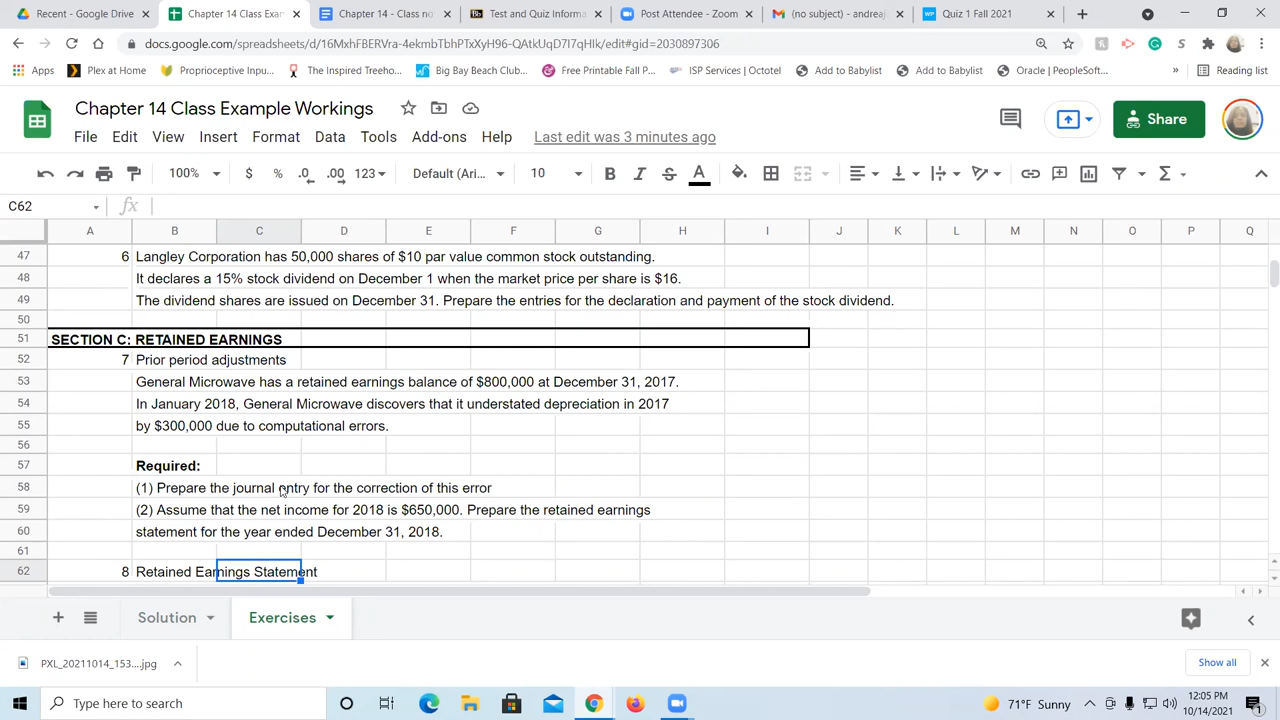 Recent - Google Drive
Chapter 14 Class Exam
Chapter 14 - Class no
Test and Quiz Informa
Post Attendee - Zoom
(no subject) - andreaj
Quiz 1 Fall 2021
docs.google.com/spreadsheets/d/16MxhFBERVra-4ekmbTbtPTxXyH96-QAtkUqD7I7qHIk/edit#gid=2030897306
Apps
Plex at Home
Proprioceptive Inpu...
The Inspired Treeho...
Big Bay Beach Club...
Free Printable Fall P...
ISP Services | Octotel
Add to Babylist
Add to Babylist
Oracle | PeopleSoft...
»
Reading list
Chapter 14 Class Example Workings
Share
File Edit View Insert Format Data Tools Add-ons Help Last edit was 3 minutes ago
100% $ % .0 .00 123 Default (Ari... 10 B I S A
C62 fx
A B C D E F G H I J K L M N O P Q
47 6 Langley Corporation has 50,000 shares of $10 par value common stock outstanding.
48 It declares a 15% stock dividend on December 1 when the market price per share is $16.
49 The dividend shares are issued on December 31. Prepare the entries for the declaration and payment of the stock dividend.
50
51 SECTION C: RETAINED EARNINGS
52 7 Prior period adjustments
53 General Microwave has a retained earnings balance of $800,000 at December 31, 2017.
54 In January 2018, General Microwave discovers that it understated depreciation in 2017
55 by $300,000 due to computational errors.
56
57 Required:
58 (1) Prepare the journal entry for the correction of this error
59 (2) Assume that the net income for 2018 is $650,000. Prepare the retained earnings
60 statement for the year ended December 31, 2018.
61
62 8 Retained Earnings Statement
Solution
Exercises
PXL_20211014_153....jpg
Show all
Type here to search
71°F Sunny
12:05 PM
10/14/2021